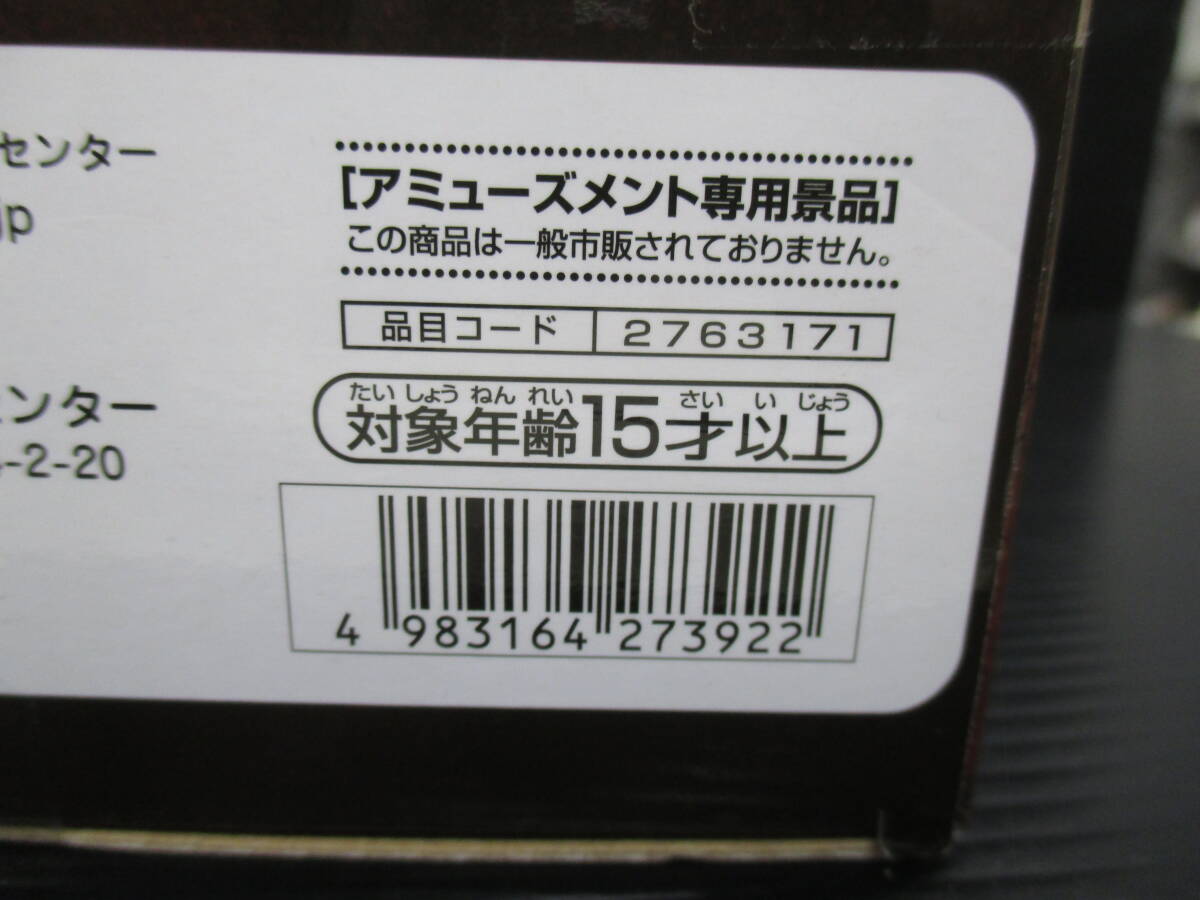 センター
jp
ンター
-2-20
[アミューズメント専用景品]
この商品は一般市販されておりません。
品目コード 2763171
たいしょうねんれい さい い じょう
対象年齢15才以上
4 983164 273922